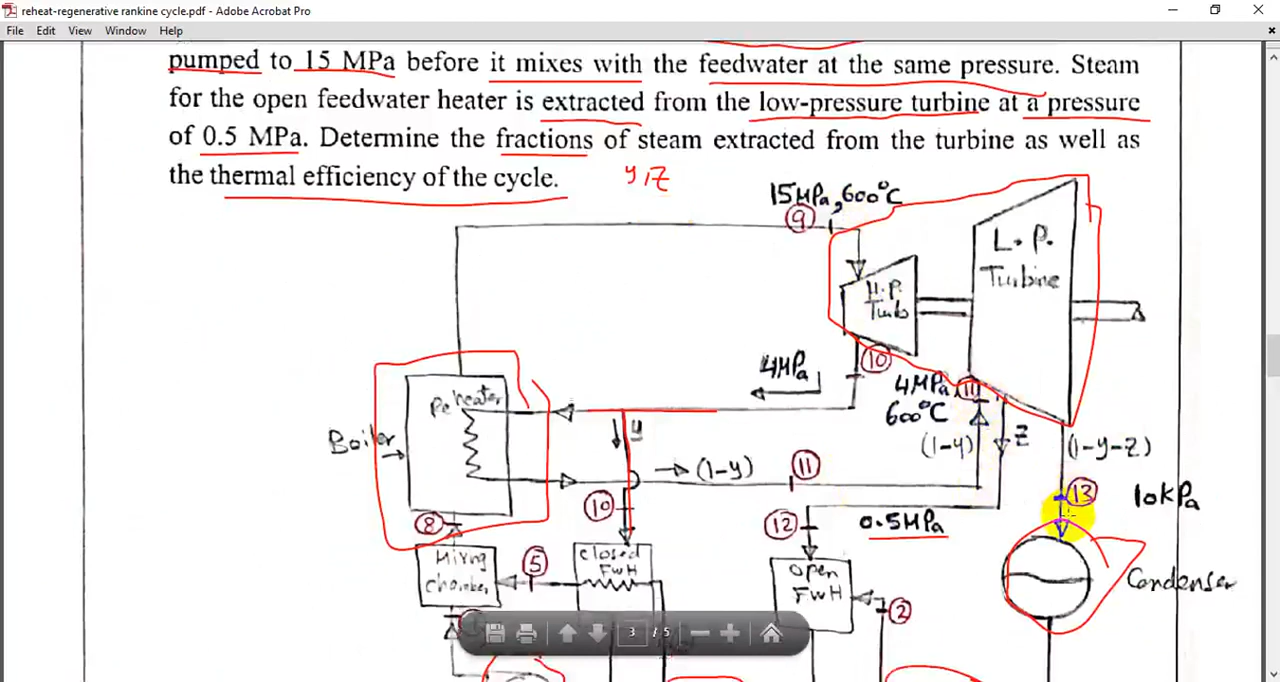 reheat-regenerative rankine cycle.pdf - Adobe Acrobat Pro
File Edit View Window Help
pumped to 15 MPa before it mixes with the feedwater at the same pressure. Steam
for the open feedwater heater is extracted from the low-pressure turbine at a pressure
of 0.5 MPa. Determine the fractions of steam extracted from the turbine as well as
the thermal efficiency of the cycle.
y,z
15MPa,600°C
9
L.P.
Turbine
H.P.
Turb
10
4MPa
4MPa,
11
600°C
Reheater
Boiler
y
(1-y)
z
(1-y-z)
(1-y)
11
13
10kPa
10
12
0.5MPa
8
Mixing
chamber
5
closed
FWH
open
FWH
2
Condenser
3 / 5